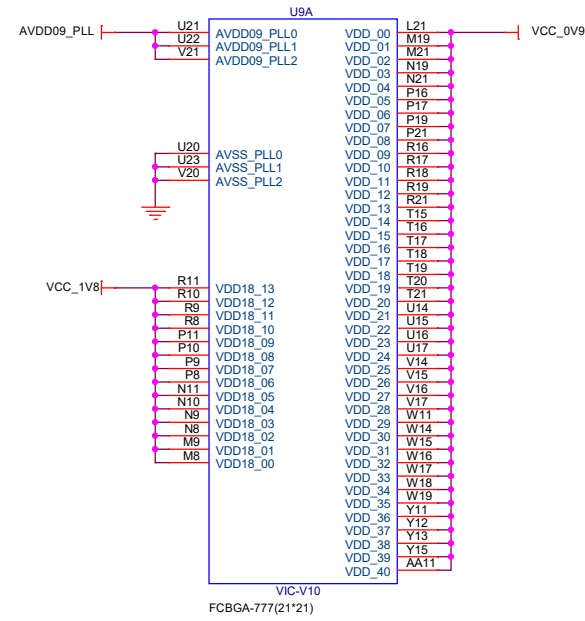 U9A
AVDD09_PLL U21 AVDD09_PLL0 VDD_00 L21 VCC_0V9
U22 AVDD09_PLL1 VDD_01 M19
V21 AVDD09_PLL2 VDD_02 M21
VDD_03 N19
VDD_04 N21
VDD_05 P16
VDD_06 P17
VDD_07 P19
VDD_08 P21
U20 AVSS_PLL0 VDD_09 R16
U23 AVSS_PLL1 VDD_10 R17
V20 AVSS_PLL2 VDD_11 R18
VDD_12 R19
VDD_13 R21
VDD_14 T15
VDD_15 T16
VDD_16 T17
VDD_17 T18
VDD_18 T19
VCC_1V8 R11 VDD18_13 VDD_19 T20
R10 VDD18_12 VDD_20 T21
R9 VDD18_11 VDD_21 U14
R8 VDD18_10 VDD_22 U15
P11 VDD18_09 VDD_23 U16
P10 VDD18_08 VDD_24 U17
P9 VDD18_07 VDD_25 V14
P8 VDD18_06 VDD_26 V15
N11 VDD18_05 VDD_27 V16
N10 VDD18_04 VDD_28 V17
N9 VDD18_03 VDD_29 W11
N8 VDD18_02 VDD_30 W14
M9 VDD18_01 VDD_31 W15
M8 VDD18_00 VDD_32 W16
VDD_33 W17
VDD_34 W18
VDD_35 W19
VDD_36 Y11
VDD_37 Y12
VDD_38 Y13
VDD_39 Y15
VDD_40 AA11
VIC-V10
FCBGA-777(21*21)